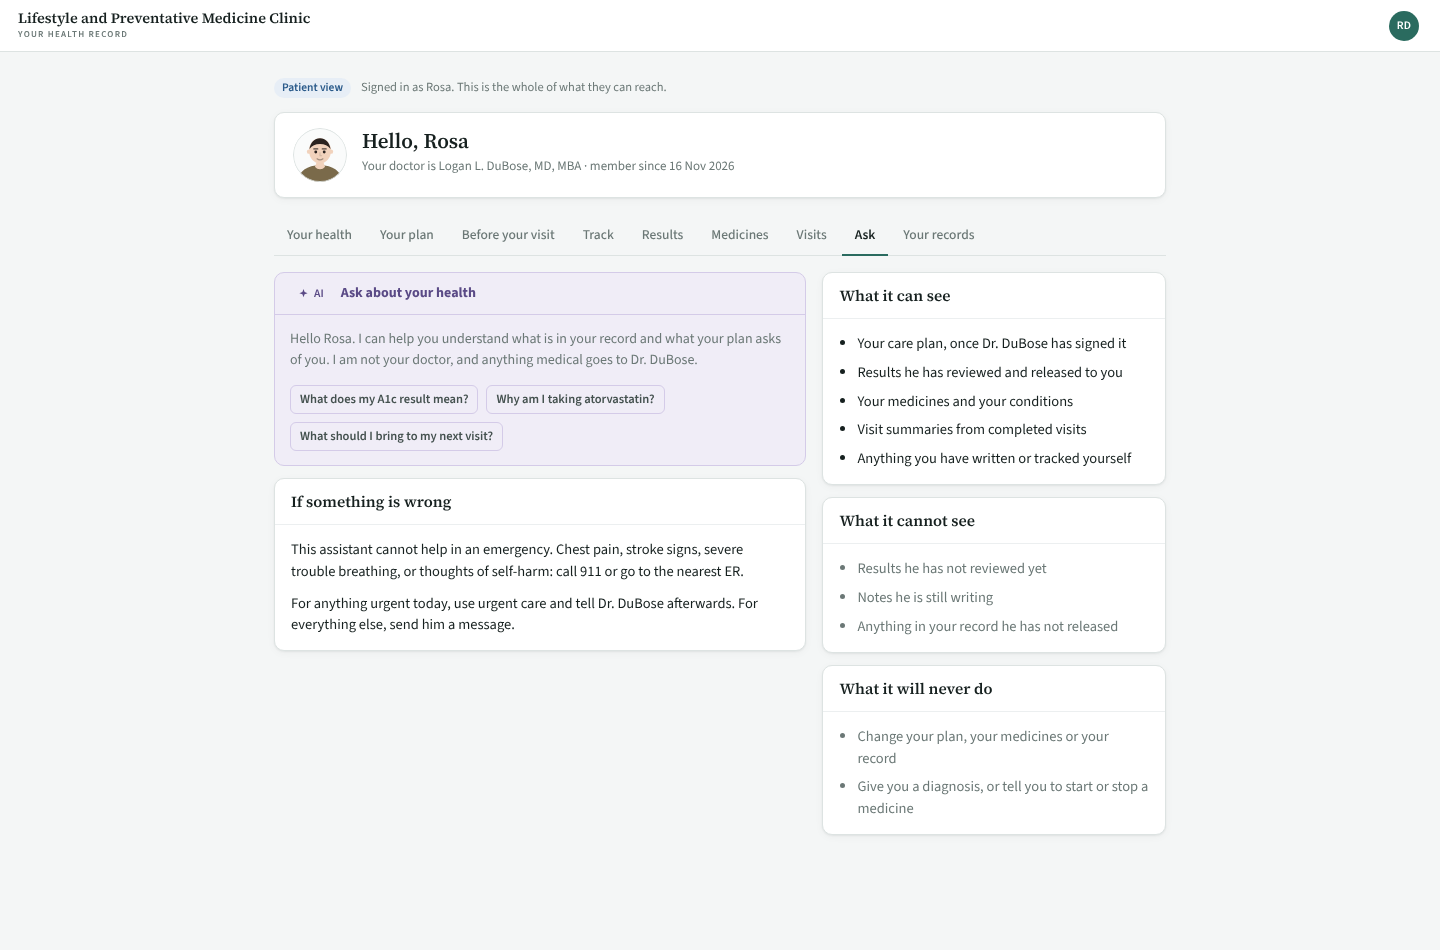 Lifestyle and Preventative Medicine Clinic
YOUR HEALTH RECORD
RD
Patient view
Signed in as Rosa. This is the whole of what they can reach.
Hello, Rosa
Your doctor is Logan L. DuBose, MD, MBA · member since 16 Nov 2026
Your health
Your plan
Before your visit
Track
Results
Medicines
Visits
Ask
Your records
✦ AI
Ask about your health
Hello Rosa. I can help you understand what is in your record and what your plan asks
of you. I am not your doctor, and anything medical goes to Dr. DuBose.
What does my A1c result mean?
Why am I taking atorvastatin?
What should I bring to my next visit?
If something is wrong
This assistant cannot help in an emergency. Chest pain, stroke signs, severe
trouble breathing, or thoughts of self-harm: call 911 or go to the nearest ER.
For anything urgent today, use urgent care and tell Dr. DuBose afterwards. For
everything else, send him a message.
What it can see
• Your care plan, once Dr. DuBose has signed it
• Results he has reviewed and released to you
• Your medicines and your conditions
• Visit summaries from completed visits
• Anything you have written or tracked yourself
What it cannot see
• Results he has not reviewed yet
• Notes he is still writing
• Anything in your record he has not released
What it will never do
• Change your plan, your medicines or your
record
• Give you a diagnosis, or tell you to start or stop a
medicine